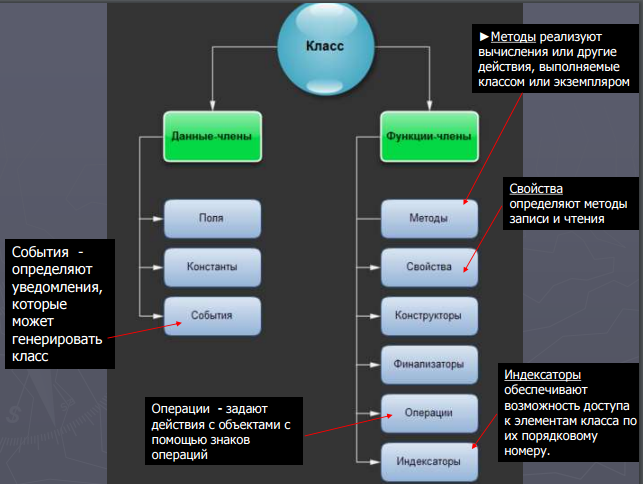 Класс
►Методы реализуют
вычисления или другие
действия, выполняемые
классом или экземпляром
Данные-члены
Функции-члены
Поля
Константы
События
Методы
Свойства
Конструкторы
Финализаторы
Операции
Индексаторы
Свойства
определяют методы
записи и чтения
События -
определяют
уведомления,
которые
может
генерировать
класс
Операции - задают
действия с объектами с
помощью знаков
операций
Индексаторы
обеспечивают
возможность доступа
к элементам класса по
их порядковому
номеру.